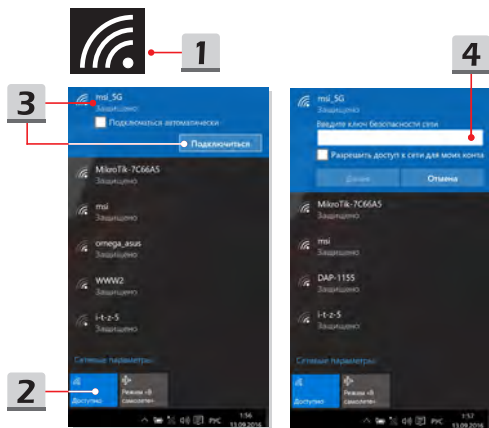 1
4
3
2
msi_5G
Защищено
Подключаться автоматически
Подключиться
MikroTik-7C66A5
Защищено
msi
Защищено
omega_asus
Защищено
WWW2
Защищено
i-t-z-5
Защищено
Сетевые параметры
Доступно
Режим «В
самолете»
РУС
1:56
13.09.2016
msi_5G
Защищено
Введите ключ безопасности сети
Разрешить доступ к сети для моих конта
Далее
Отмена
MikroTik-7C66A5
Защищено
msi
Защищено
DAP-1155
Защищено
i-t-z-5
Защищено
Сетевые параметры
Доступно
Режим «В
самолете»
РУС
1:57
13.09.2016